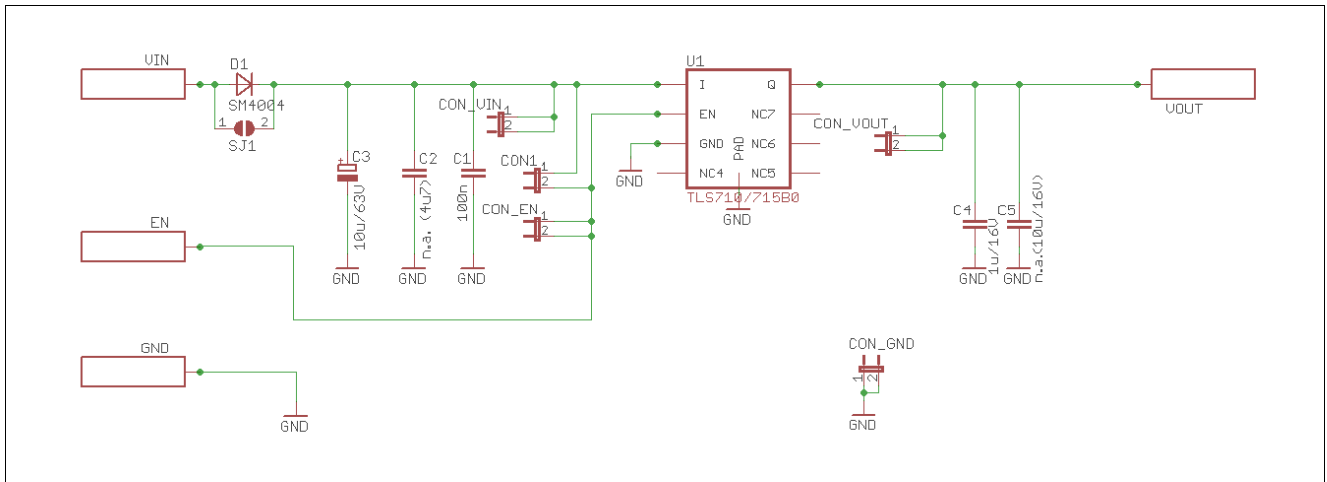 VIN
D1
SM4004
1 2
SJ1
C3
+
10u/63V
GND
C2
n.a. (4u7)
GND
C1
100n
GND
CON_VIN
1
2
CON1
1
2
CON_EN
1
2
EN
GND
GND
U1
I
EN
GND
NC4
Q
NC7
NC6
NC5
PAD
TLS710/715B0
GND
GND
CON_VOUT
1
2
VOUT
C4
1u/16V
GND
C5
n.a.(10u/16V)
GND
CON_GND
1
2
GND